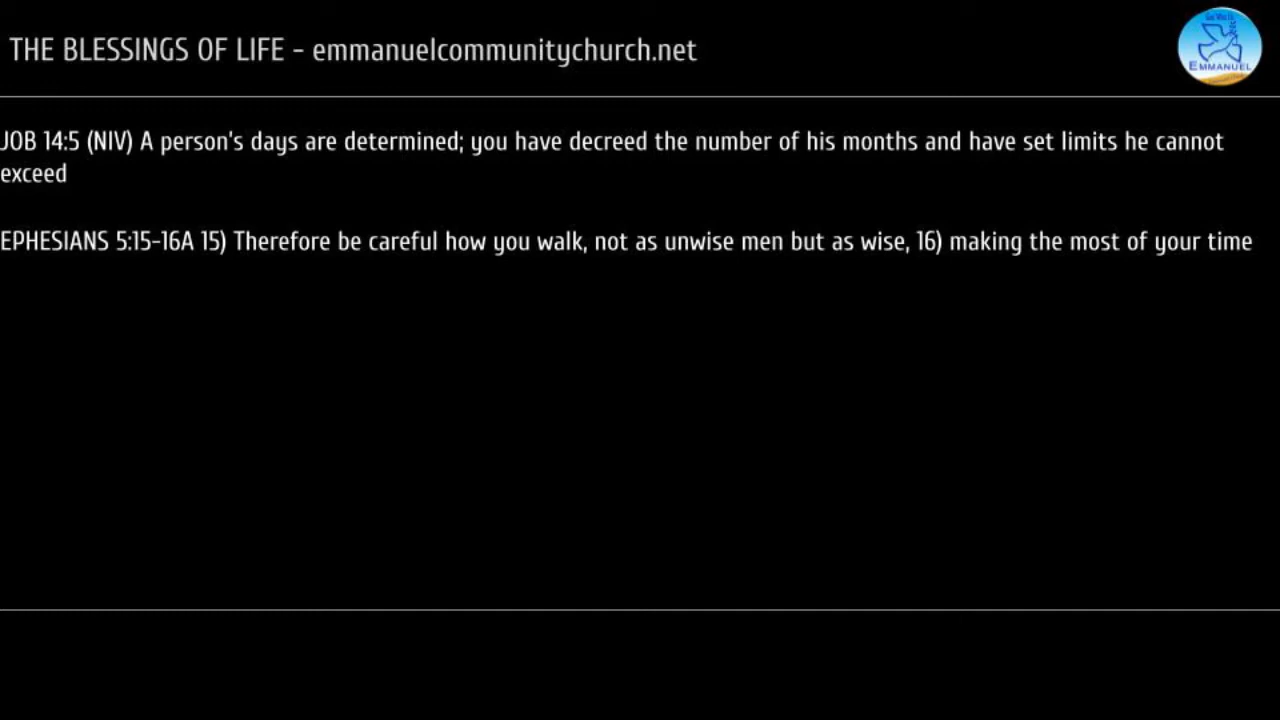 THE BLESSINGS OF LIFE - emmanuelcommunitychurch.net
EMMANUEL
JOB 14:5 (NIV) A person's days are determined; you have decreed the number of his months and have set limits he cannot
exceed
EPHESIANS 5:15-16A 15) Therefore be careful how you walk, not as unwise men but as wise, 16) making the most of your time